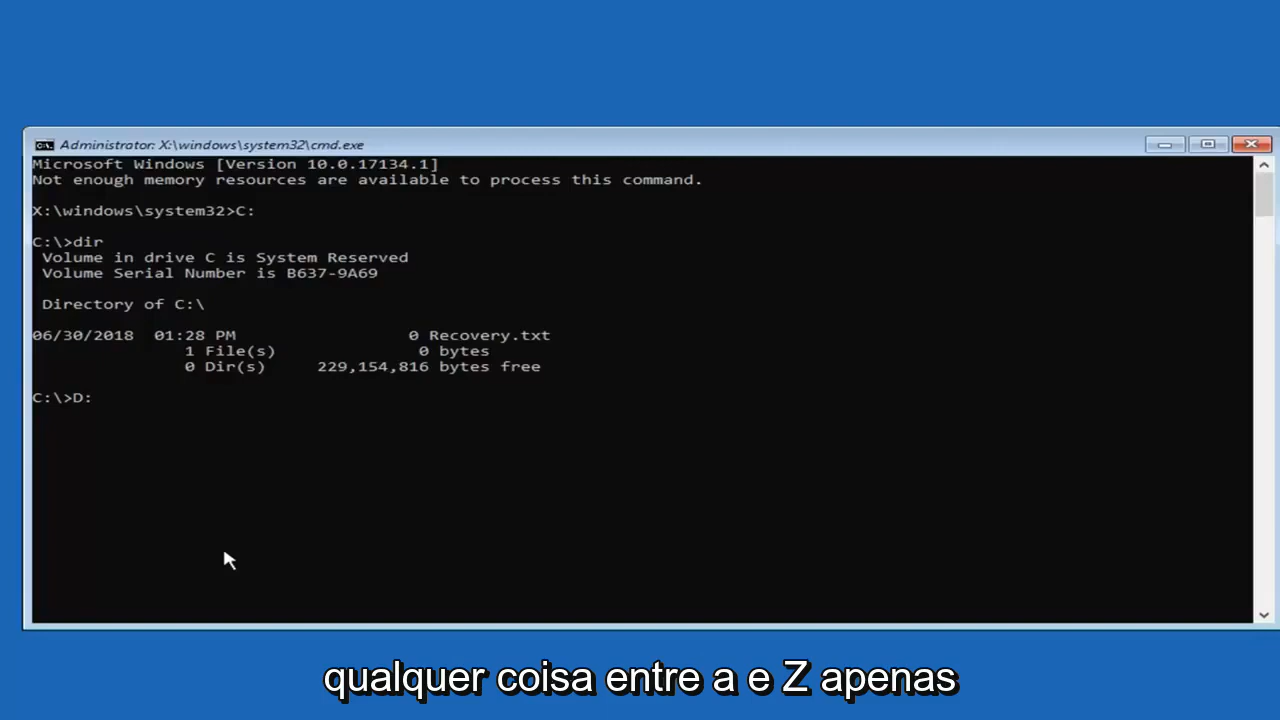 Administrator: X:\windows\system32\cmd.exe
Microsoft Windows [Version 10.0.17134.1]
Not enough memory resources are available to process this command.
X:\windows\system32>C:
C:\>dir
Volume in drive C is System Reserved
Volume Serial Number is B637-9A69
Directory of C:\
06/30/2018 01:28 PM 0 Recovery.txt
1 File(s) 0 bytes
0 Dir(s) 229,154,816 bytes free
C:\>D:
qualquer coisa entre a e Z apenas